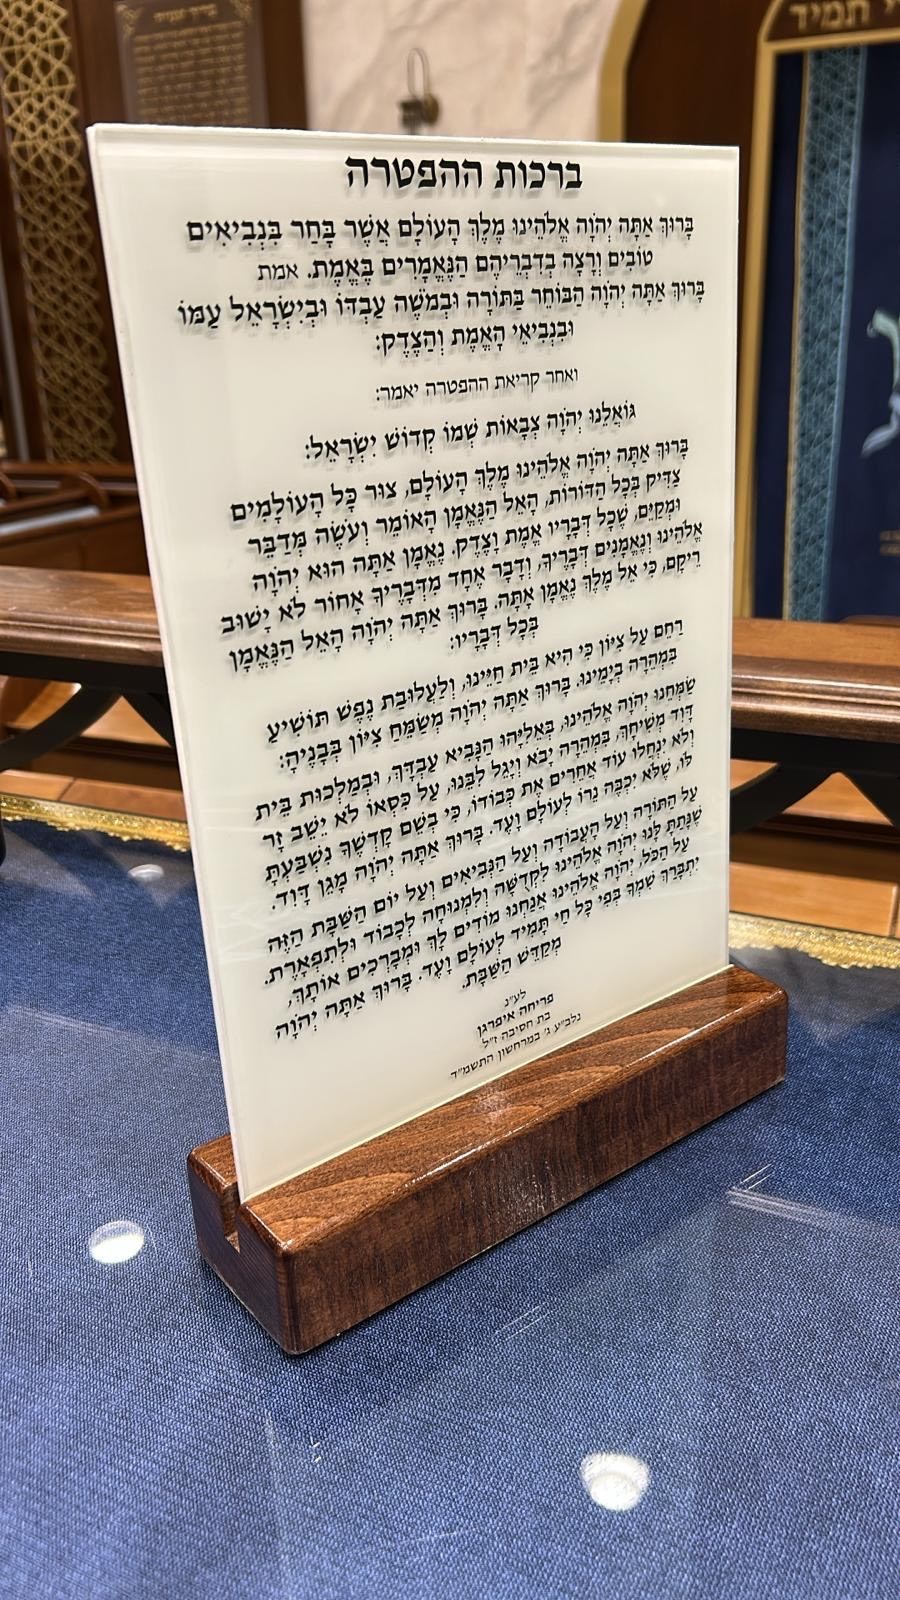 ברכות ההפטרה
בָּרוּךְ אַתָּה יְהֹוָה אֱלֹהֵינוּ מֶלֶךְ הָעוֹלָם אֲשֶׁר בָּחַר בִּנְבִיאִים
טוֹבִים וְרָצָה בְדִבְרֵיהֶם הַנֶּאֱמָרִים בֶּאֱמֶת. אמת
בָּרוּךְ אַתָּה יְהֹוָה הַבּוֹחֵר בַּתּוֹרָה וּבְמֹשֶׁה עַבְדּוֹ וּבְיִשְׂרָאֵל עַמּוֹ
וּבִנְבִיאֵי הָאֱמֶת וְהַצֶּדֶק:
ואחר קריאת ההפטרה יאמר:
גּוֹאֲלֵנוּ יְהֹוָה צְבָאוֹת שְׁמוֹ קְדוֹשׁ יִשְׂרָאֵל:
בָּרוּךְ אַתָּה יְהֹוָה אֱלֹהֵינוּ מֶלֶךְ הָעוֹלָם, צוּר כָּל הָעוֹלָמִים
צַדִּיק בְּכָל הַדּוֹרוֹת, הָאֵל הַנֶּאֱמָן הָאוֹמֵר וְעֹשֶׂה מְדַבֵּר
וּמְקַיֵּם, שֶׁכָּל דְּבָרָיו אֱמֶת וָצֶדֶק. נֶאֱמָן אַתָּה הוּא יְהֹוָה
אֱלֹהֵינוּ וְנֶאֱמָנִים דְּבָרֶיךָ, וְדָבָר אֶחָד מִדְּבָרֶיךָ אָחוֹר לֹא יָשׁוּב
רֵיקָם, כִּי אֵל מֶלֶךְ נֶאֱמָן אָתָּה. בָּרוּךְ אַתָּה יְהֹוָה הָאֵל הַנֶּאֱמָן
בְּכָל דְּבָרָיו:
רַחֵם עַל צִיּוֹן כִּי הִיא בֵּית חַיֵּינוּ, וְלַעֲלוּבַת נֶפֶשׁ תּוֹשִׁיעַ
בִּמְהֵרָה בְיָמֵינוּ. בָּרוּךְ אַתָּה יְהֹוָה מְשַׂמֵּחַ צִיּוֹן בְּבָנֶיהָ:
שַׂמְּחֵנוּ יְהֹוָה אֱלֹהֵינוּ, בְּאֵלִיָּהוּ הַנָּבִיא עַבְדָּךְ, וּבְמַלְכוּת בֵּית
דָּוִד מְשִׁיחָךְ, בִּמְהֵרָה יָבֹא וְיָגֵל לִבֵּנוּ, עַל כִּסְאוֹ לֹא יֵשֵׁב זָר
וְלֹא יִנְחֲלוּ עוֹד אֲחֵרִים אֶת כְּבוֹדוֹ, כִּי בְשֵׁם קָדְשְׁךָ נִשְׁבַּעְתָּ
לּוֹ, שֶׁלֹּא יִכְבֶּה נֵרוֹ לְעוֹלָם וָעֶד. בָּרוּךְ אַתָּה יְהֹוָה מָגֵן דָּוִד.
עַל הַתּוֹרָה וְעַל הָעֲבוֹדָה וְעַל הַנְּבִיאִים וְעַל יוֹם הַשַּׁבָּת הַזֶּה
שֶׁנָּתַתָּ לָּנוּ יְהֹוָה אֱלֹהֵינוּ לִקְדֻשָּׁה וְלִמְנוּחָה לְכָבוֹד וּלְתִפְאָרֶת.
עַל הַכֹּל, יְהֹוָה אֱלֹהֵינוּ אֲנַחְנוּ מוֹדִים לָךְ וּמְבָרְכִים אוֹתָךְ,
יִתְבָּרַךְ שִׁמְךָ בְּפִי כָּל חַי תָּמִיד לְעוֹלָם וָעֶד. בָּרוּךְ אַתָּה יְהֹוָה
מְקַדֵּשׁ הַשַּׁבָּת.
לע"נ
פריחה איפרגן
בת חסיבה ז"ל
נלב"ע ג' במרחשון התשמ"ד
תמיד